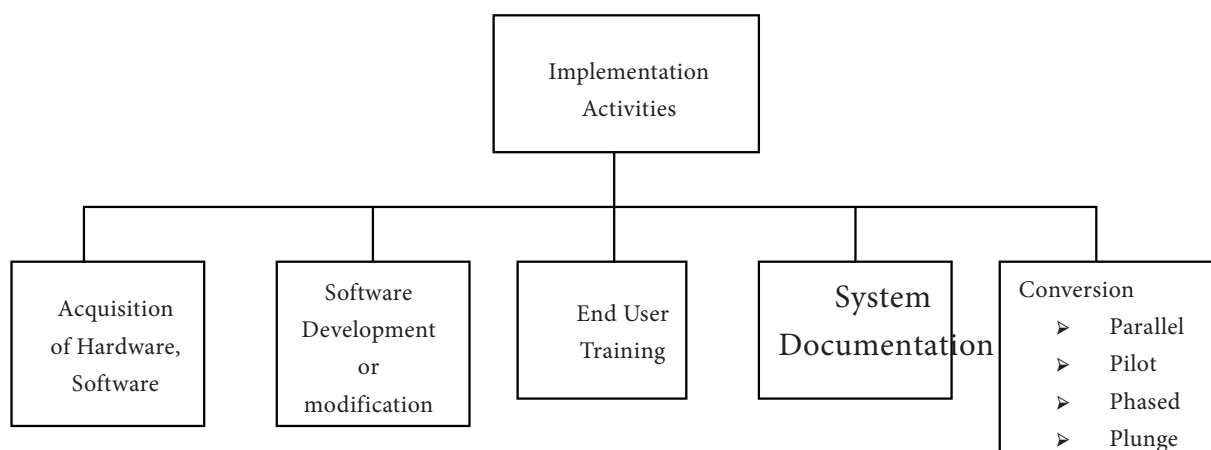 Implementation
Activities
Acquisition
of Hardware,
Software
Software
Development
or
modification
End User
Training
System
Documentation
Conversion
➢ Parallel
➢ Pilot
➢ Phased
➢ Plunge